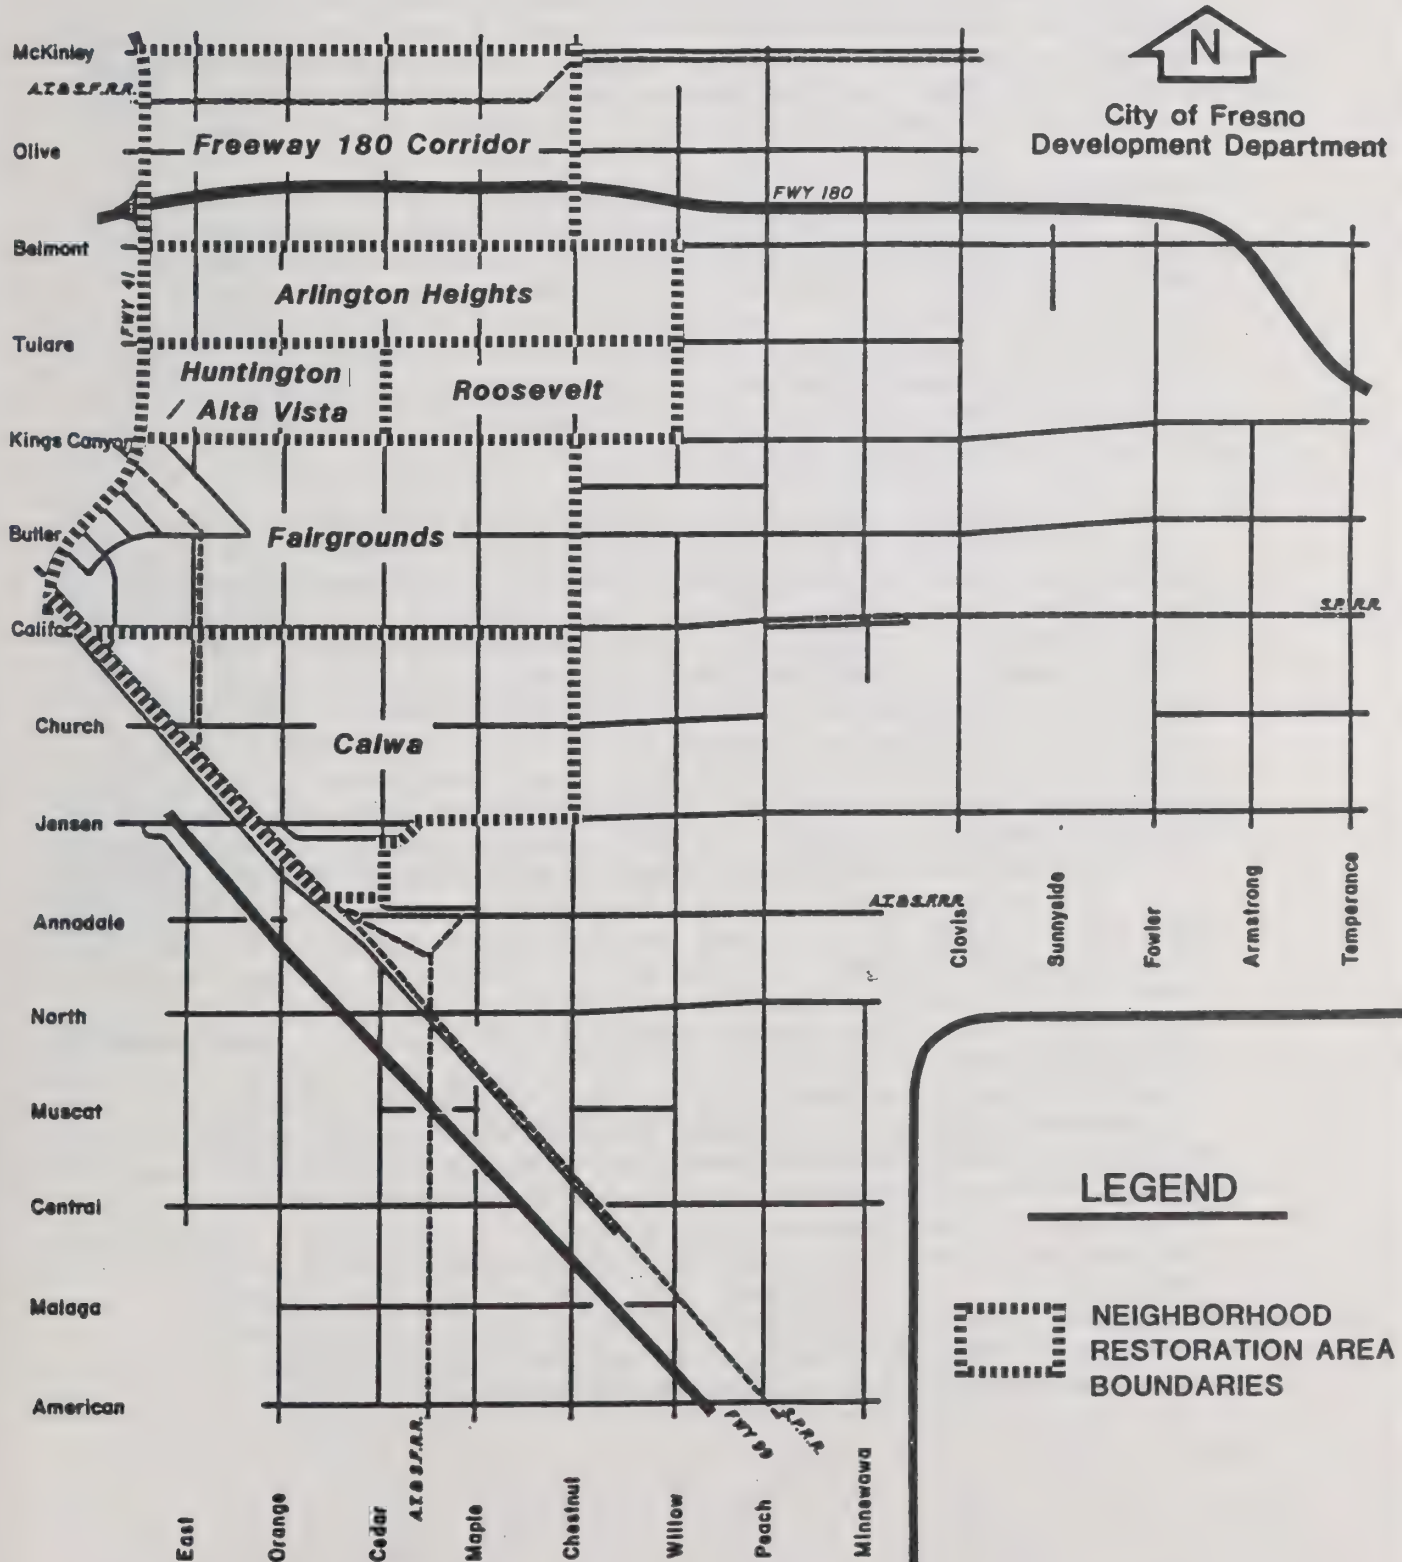 N
City of Fresno
Development Department
McKinley
A.T. & S.F.R.R.
Olive
Freeway 180 Corridor
FWY 180
Belmont
FWY 41
Arlington Heights
Tulare
Huntington
/ Alta Vista
Roosevelt
Kings Canyon
Butler
Fairgrounds
S.P.R.R.
Church
Calwa
Jensen
Annadale
A.T. & S.F.R.R.
Clovis
Sunnyside
Fowler
Armstrong
Temperance
North
Muscat
Central
Malaga
American
FWY 99
S.P.R.R.
A.T. & S.F.R.R.
East
Orange
Cedar
Maple
Chestnut
Willow
Peach
Minnewawa
LEGEND
NEIGHBORHOOD
RESTORATION AREA
BOUNDARIES